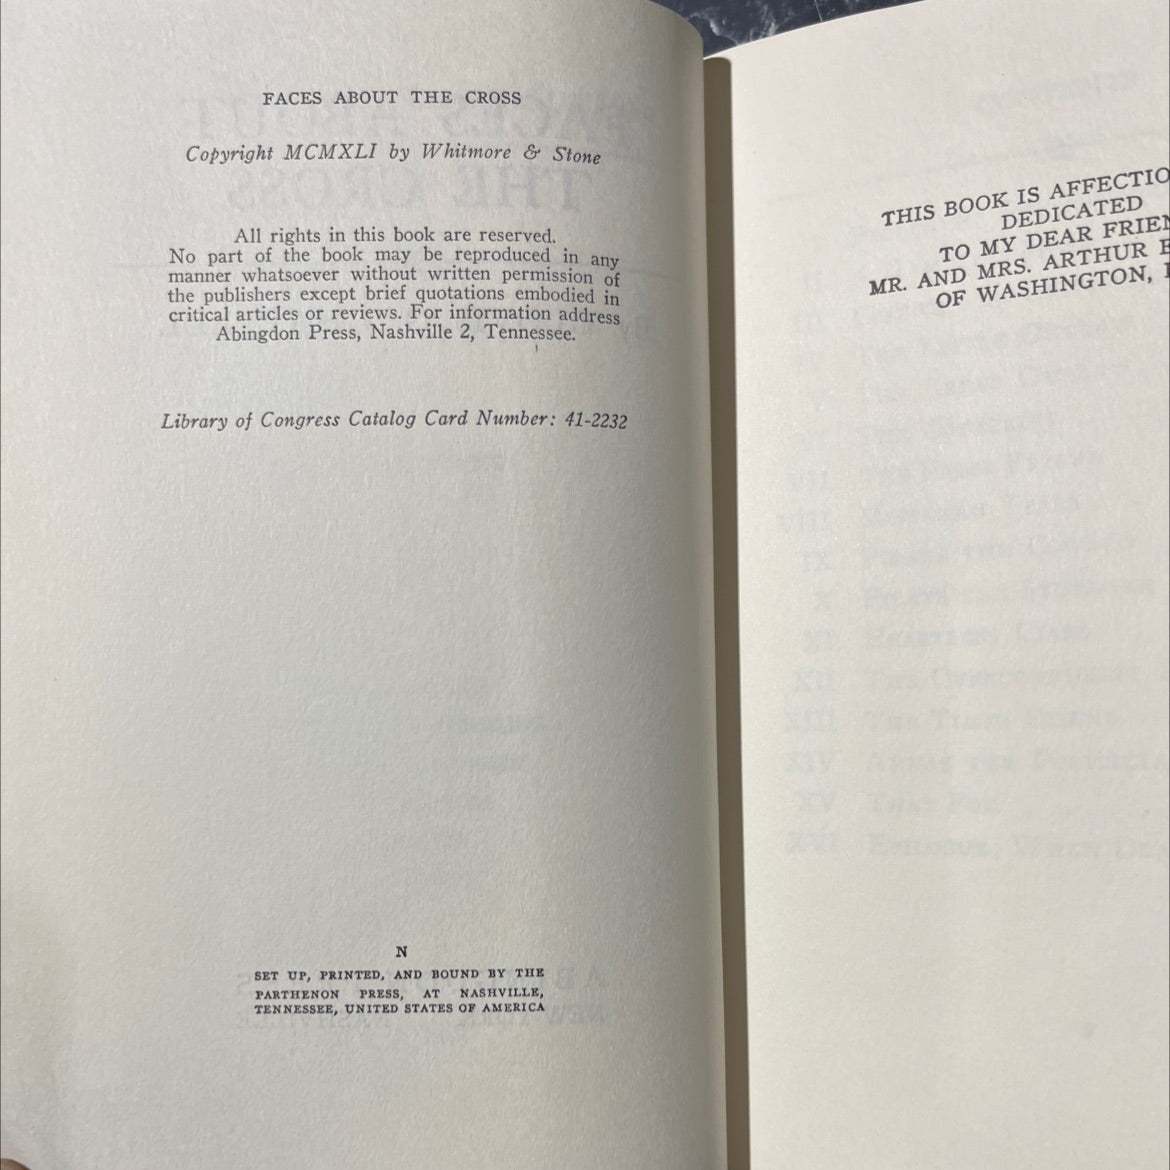 FACES ABOUT THE CROSS
Copyright MCMXLI by Whitmore & Stone
All rights in this book are reserved.
No part of the book may be reproduced in any
manner whatsoever without written permission of
the publishers except brief quotations embodied in
critical articles or reviews. For information address
Abingdon Press, Nashville 2, Tennessee.
Library of Congress Catalog Card Number: 41-2232
N
SET UP, PRINTED, AND BOUND BY THE
PARTHENON PRESS, AT NASHVILLE,
TENNESSEE, UNITED STATES OF AMERICA
THIS BOOK IS AFFECTIO
DEDICATED
TO MY DEAR FRIEN
MR. AND MRS. ARTHUR
OF WASHINGTON,